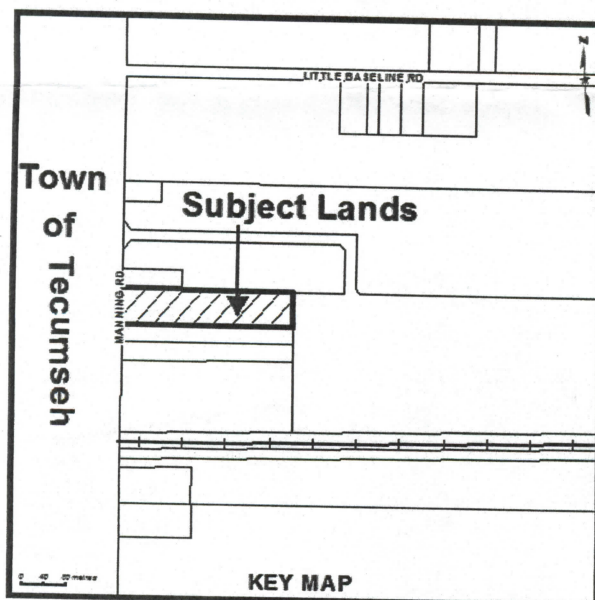 N
LITTLE BASELINE RD
Town
of
Tecumseh
Subject Lands
MANNING RD
0 40 80 metres
KEY MAP